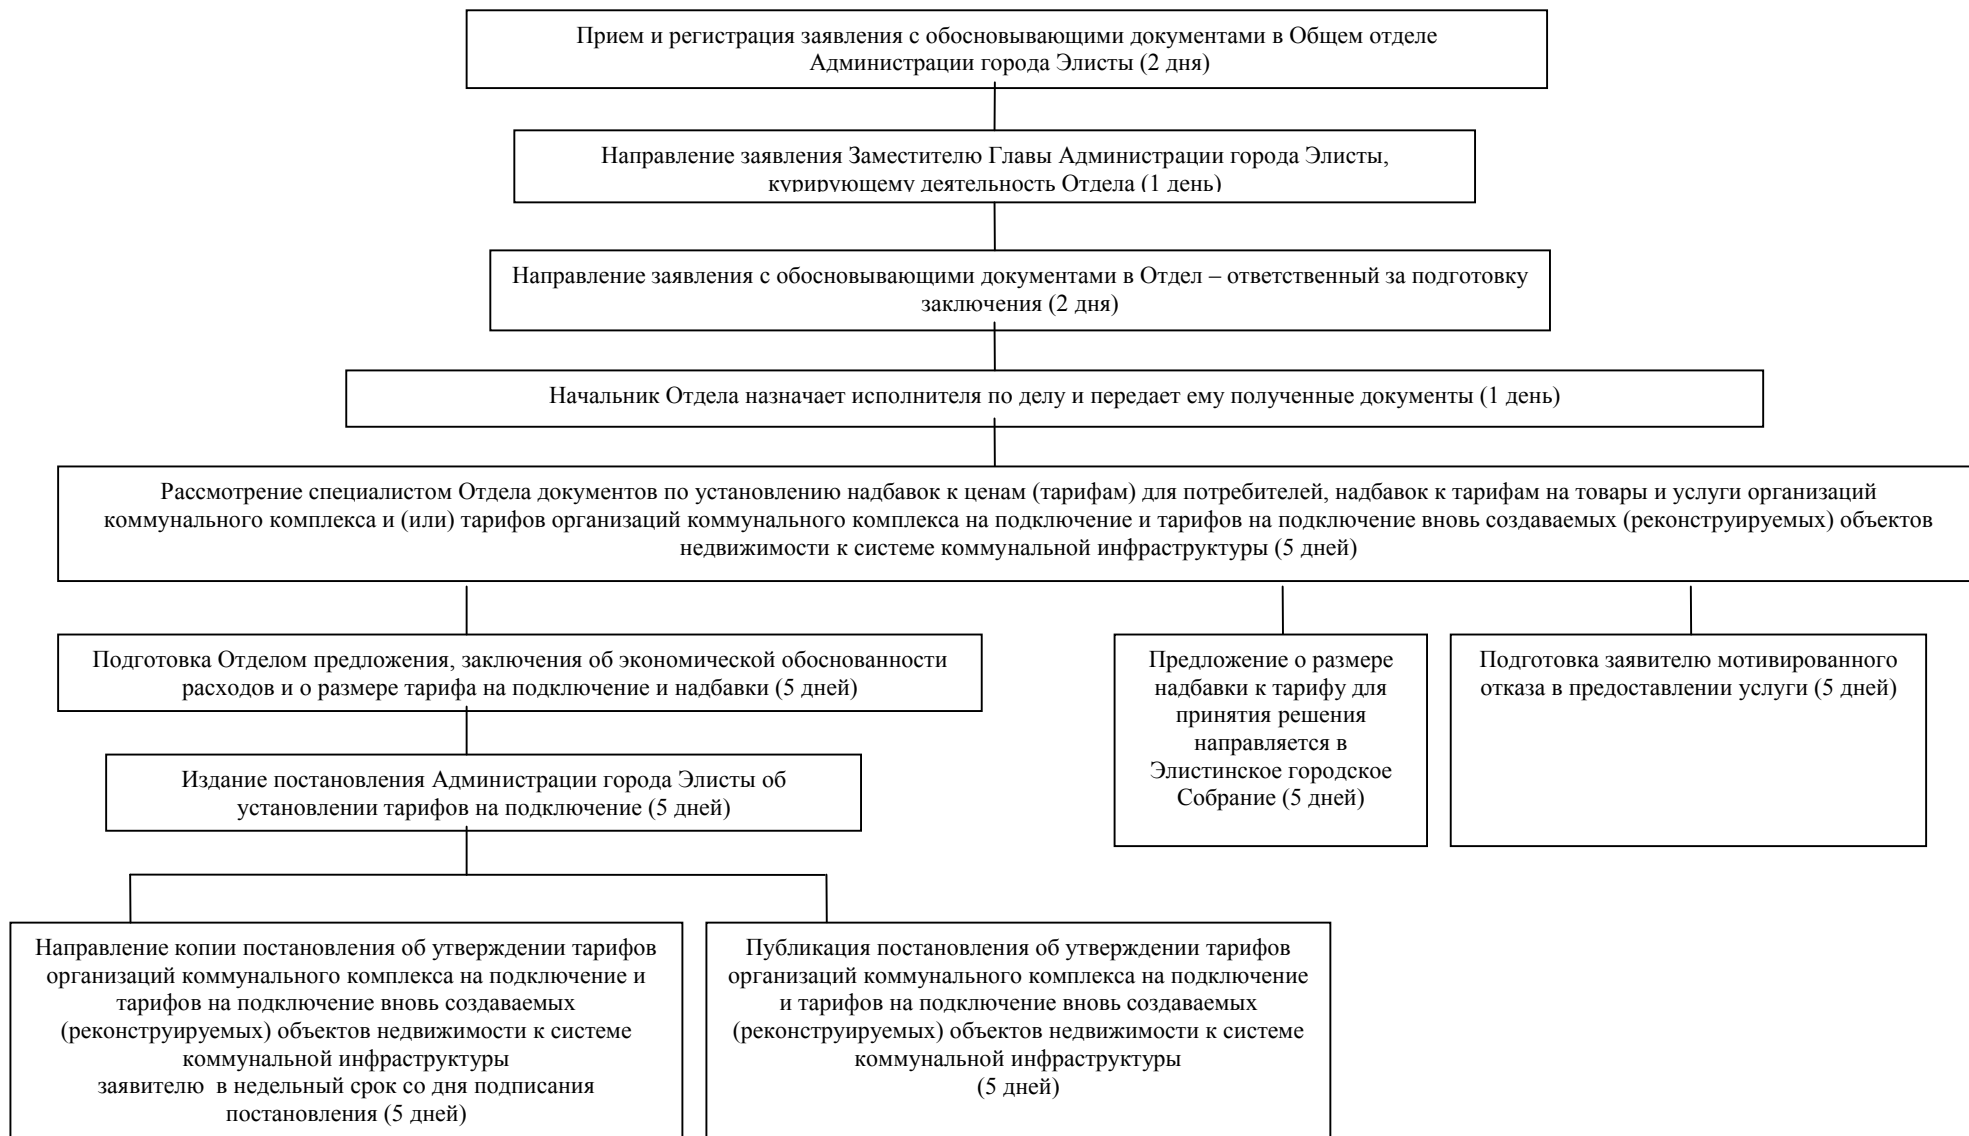 Прием и регистрация заявления с обосновывающими документами в Общем отделе
Администрации города Элисты (2 дня)
Направление заявления Заместителю Главы Администрации города Элисты,
курирующему деятельность Отдела (1 день)
Направление заявления с обосновывающими документами в Отдел – ответственный за подготовку
заключения (2 дня)
Начальник Отдела назначает исполнителя по делу и передает ему полученные документы (1 день)
Рассмотрение специалистом Отдела документов по установлению надбавок к ценам (тарифам) для потребителей, надбавок к тарифам на товары и услуги организаций
коммунального комплекса и (или) тарифов организаций коммунального комплекса на подключение и тарифов на подключение вновь создаваемых (реконструируемых) объектов
недвижимости к системе коммунальной инфраструктуры (5 дней)
Подготовка Отделом предложения, заключения об экономической обоснованности
расходов и о размере тарифа на подключение и надбавки (5 дней)
Предложение о размере
надбавки к тарифу для
принятия решения
направляется в
Элистинское городское
Собрание (5 дней)
Подготовка заявителю мотивированного
отказа в предоставлении услуги (5 дней)
Издание постановления Администрации города Элисты об
установлении тарифов на подключение (5 дней)
Направление копии постановления об утверждении тарифов
организаций коммунального комплекса на подключение и
тарифов на подключение вновь создаваемых
(реконструируемых) объектов недвижимости к системе
коммунальной инфраструктуры
заявителю в недельный срок со дня подписания
постановления (5 дней)
Публикация постановления об утверждении тарифов
организаций коммунального комплекса на подключение
и тарифов на подключение вновь создаваемых
(реконструируемых) объектов недвижимости к системе
коммунальной инфраструктуры
(5 дней)